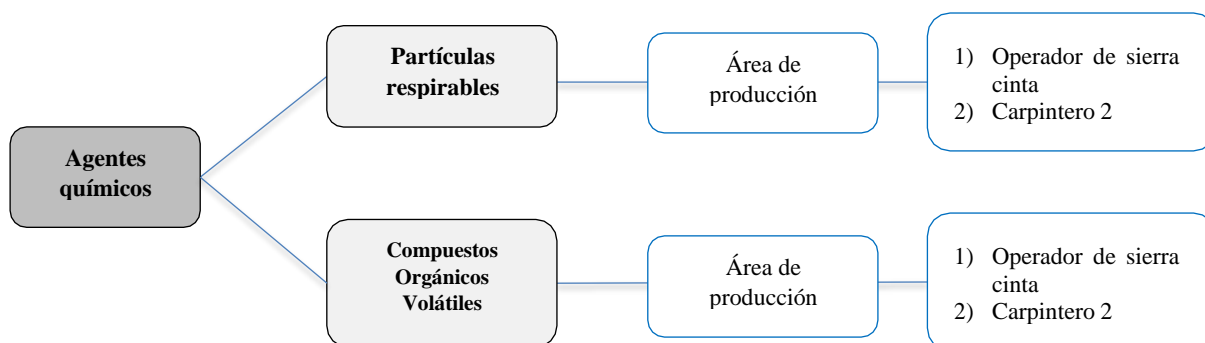 Agentes
químicos
Partículas
respirables
Área de
producción
1) Operador de sierra
cinta
2) Carpintero 2
Compuestos
Orgánicos
Volátiles
Área de
producción
1) Operador de sierra
cinta
2) Carpintero 2